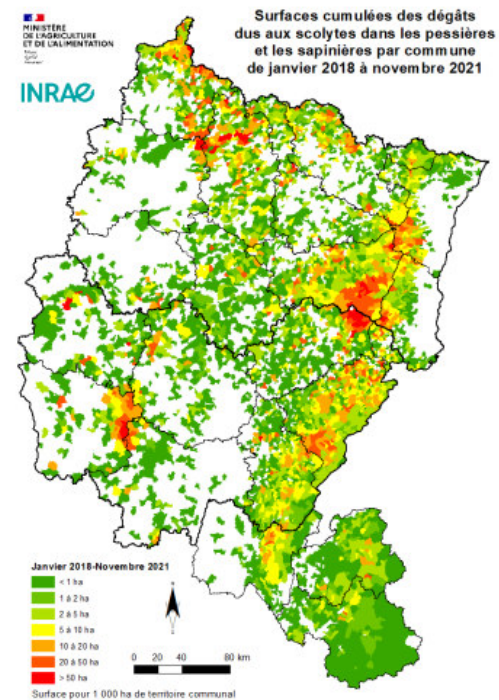 MINISTÈRE
DE L'AGRICULTURE
ET DE L'ALIMENTATION
INRAE
Surfaces cumulées des dégâts
dus aux scolytes dans les pessières
et les sapinières par commune
de janvier 2018 à novembre 2021
Janvier 2018-Novembre 2021
< 1 ha
1 à 2 ha
2 à 5 ha
5 à 10 ha
10 à 20 ha
20 à 50 ha
> 50 ha
0 20 40 80 km
Surface pour 1 000 ha de territoire communal